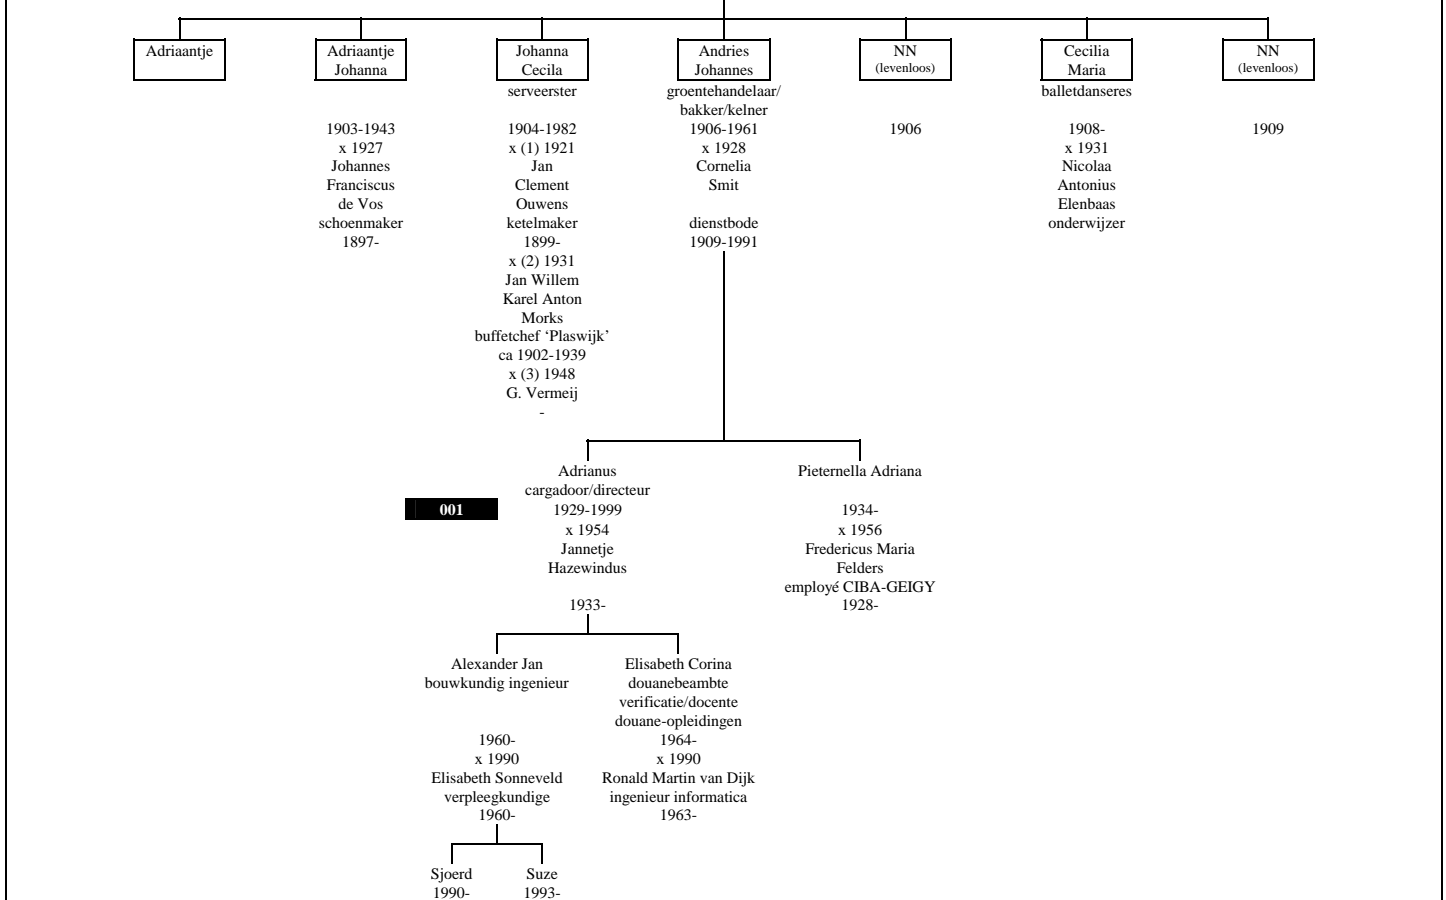 Adriaantje
Adriaantje
Johanna
1903-1943
x 1927
Johannes
Franciscus
de Vos
schoenmaker
1897-
Johanna
Cecila
serveerster
1904-1982
x (1) 1921
Jan
Clement
Ouwens
ketelmaker
1899-
x (2) 1931
Jan Willem
Karel Anton
Morks
buffetchef ‘Plaswijk’
ca 1902-1939
x (3) 1948
G. Vermeij
-
Andries
Johannes
groentehandelaar/
bakker/kelner
1906-1961
x 1928
Cornelia
Smit
dienstbode
1909-1991
NN
(levenloos)
1906
Cecilia
Maria
balletdanseres
1908-
x 1931
Nicolaa
Antonius
Elenbaas
onderwijzer
NN
(levenloos)
1909
001
Adrianus
cargadoor/directeur
1929-1999
x 1954
Jannetje
Hazewindus
1933-
Pieternella Adriana
1934-
x 1956
Fredericus Maria
Felders
employé CIBA-GEIGY
1928-
Alexander Jan
bouwkundig ingenieur
1960-
x 1990
Elisabeth Sonneveld
verpleegkundige
1960-
Elisabeth Corina
douanebeambte
verificatie/docente
douane-opleidingen
1964-
x 1990
Ronald Martin van Dijk
ingenieur informatica
1963-
Sjoerd
1990-
Suze
1993-